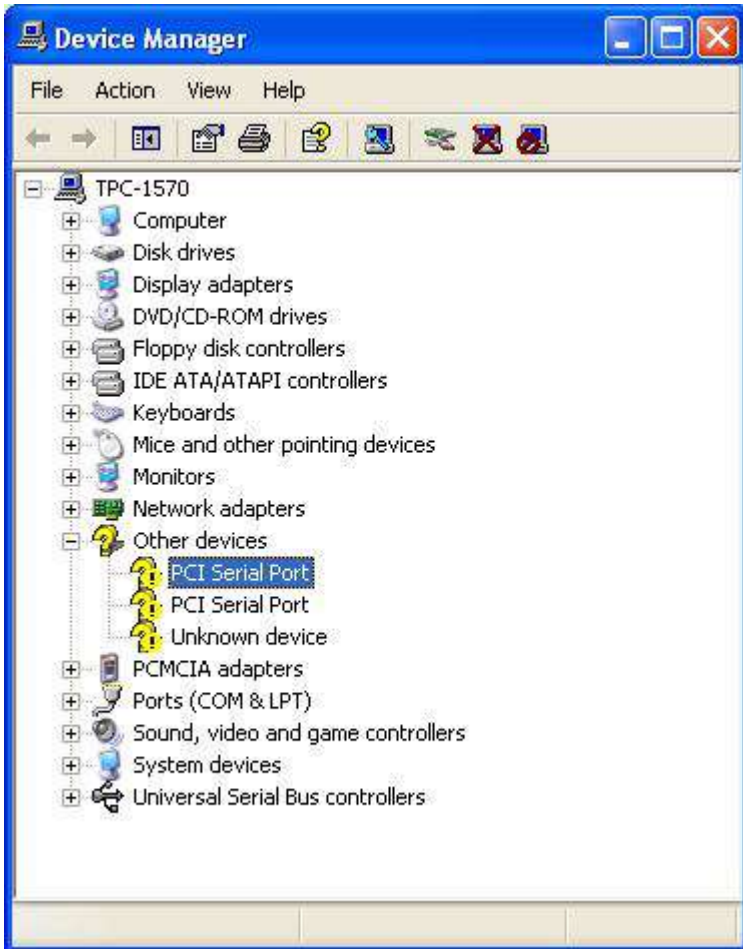 Device Manager
File Action View Help
TPC-1570
Computer
Disk drives
Display adapters
DVD/CD-ROM drives
Floppy disk controllers
IDE ATA/ATAPI controllers
Keyboards
Mice and other pointing devices
Monitors
Network adapters
Other devices
PCI Serial Port
PCI Serial Port
Unknown device
PCMCIA adapters
Ports (COM & LPT)
Sound, video and game controllers
System devices
Universal Serial Bus controllers